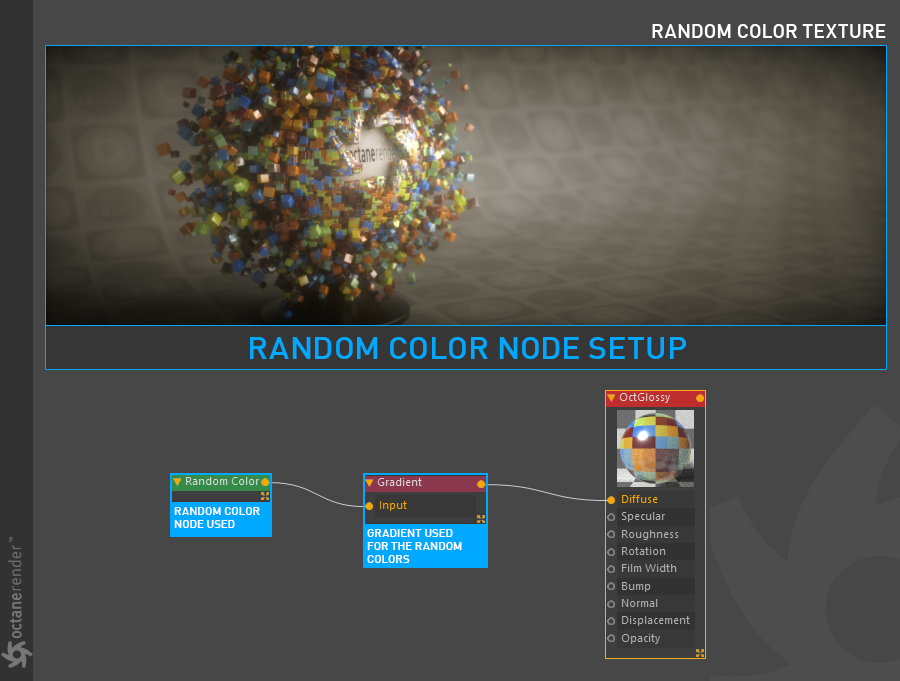 RANDOM COLOR TEXTURE
octanerender
RANDOM COLOR NODE SETUP
OctGlossy
Random Color
RANDOM COLOR
NODE USED
Gradient
Input
GRADIENT USED
FOR THE RANDOM
COLORS
Diffuse
Specular
Roughness
Rotation
Film Width
Bump
Normal
Displacement
Opacity
octanerender™